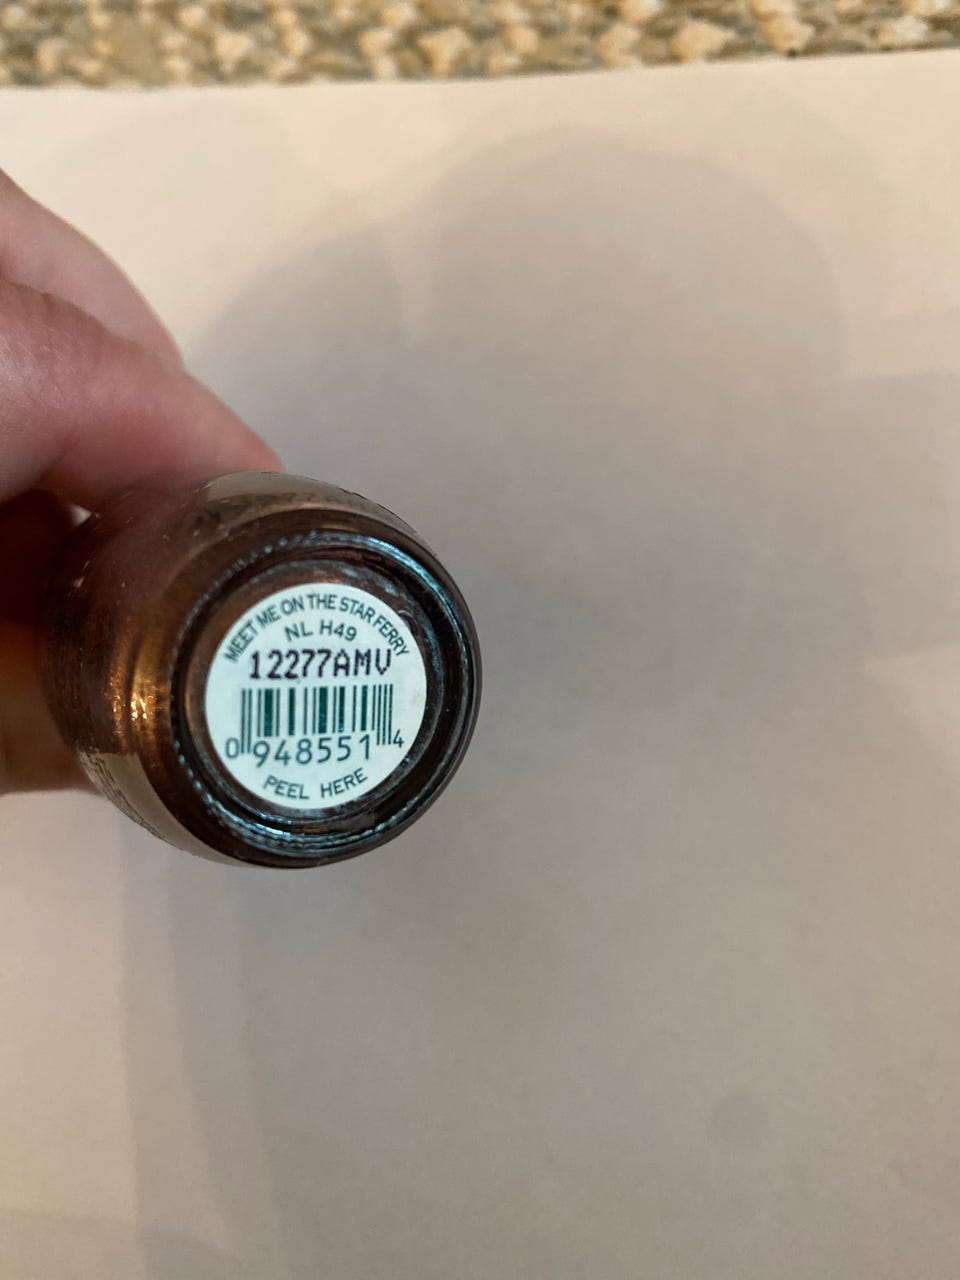 MEET ME ON THE STAR FERRY
NL H49
12277AMV
0 948551 4
PEEL HERE